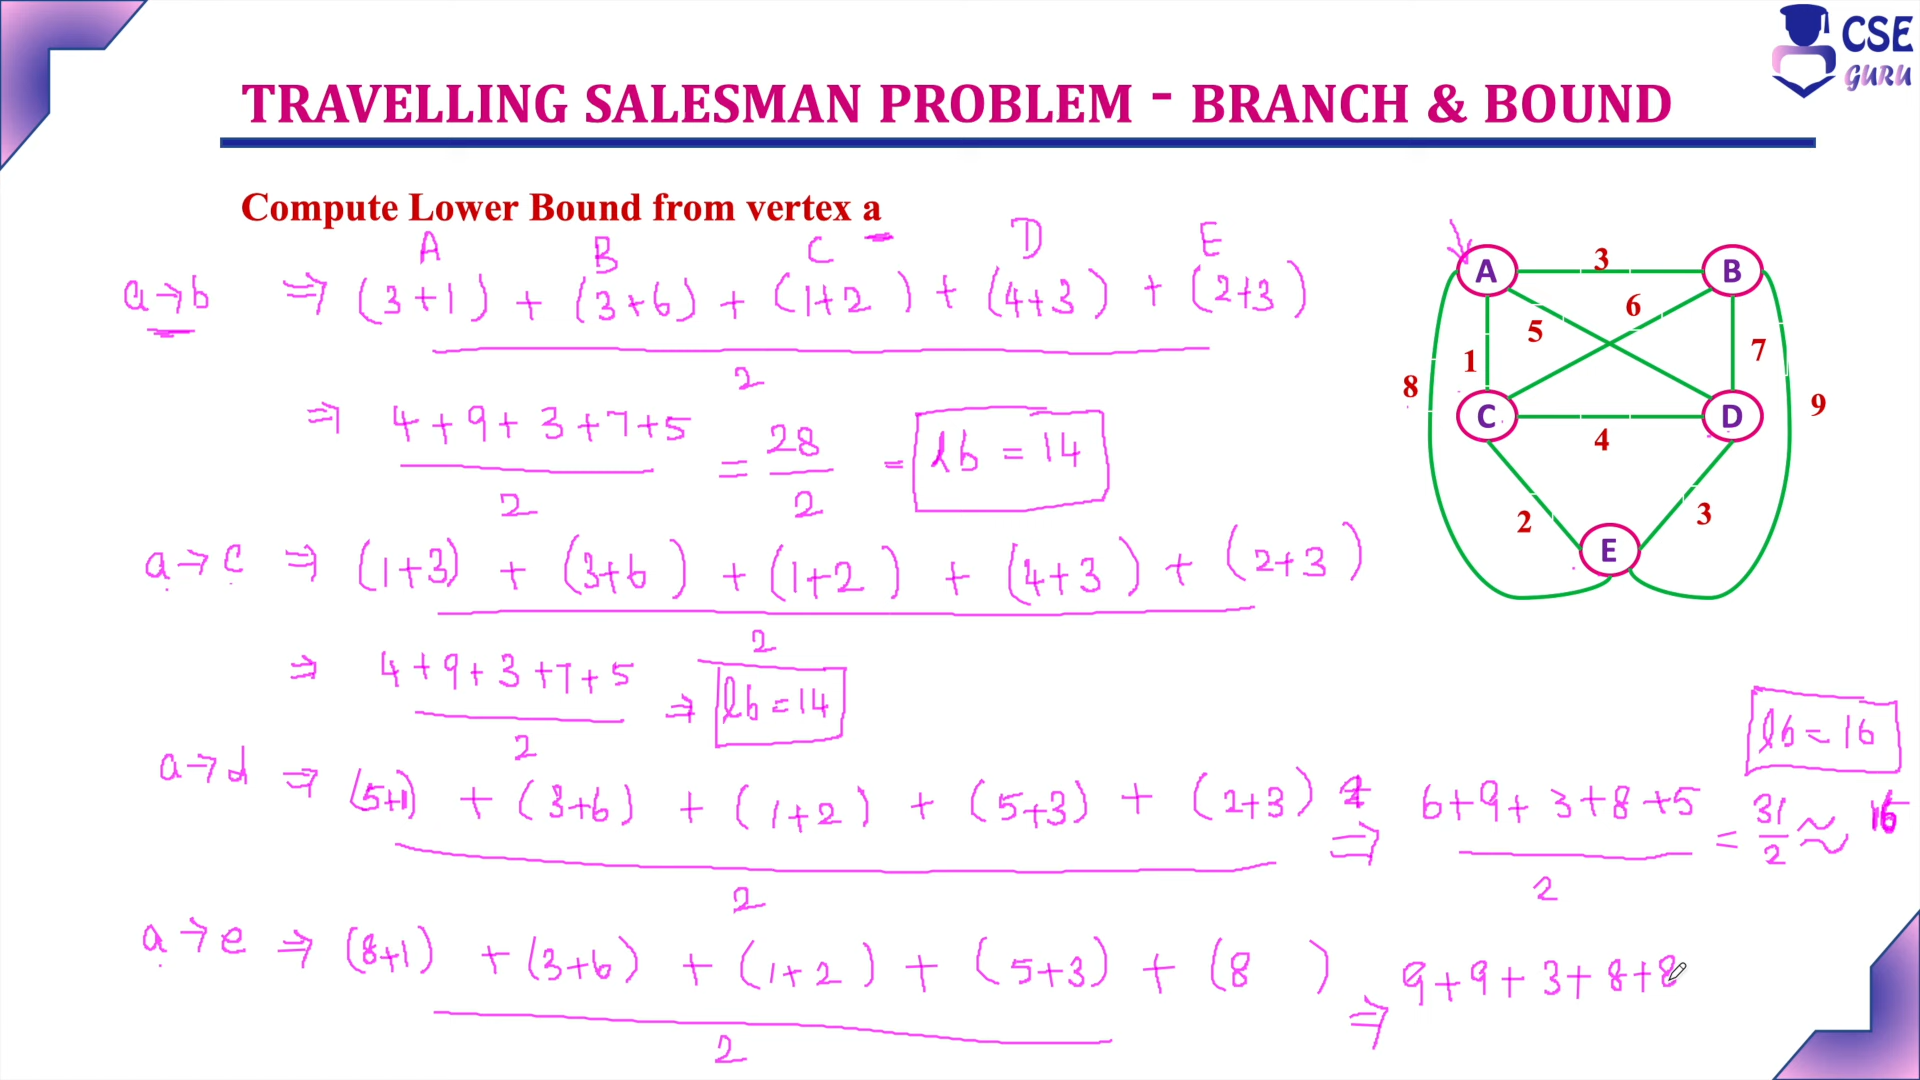 CSE
GURU
TRAVELLING SALESMAN PROBLEM - BRANCH & BOUND
Compute Lower Bound from vertex a
A B C D E
a→b ⇒ (3+1) + (3+6) + (1+2) + (4+3) + (2+3)
2
⇒ 4+9+3+7+5 = 28 - lb = 14
2 2
a→c ⇒ (1+3) + (3+6) + (1+2) + (4+3) + (2+3)
2
⇒ 4+9+3+7+5 ⇒ lb=14
2
a→d ⇒ (5+1) + (3+6) + (1+2) + (5+3) + (2+3) ⇒ 6+9+3+8+5 = 31 ≈ 16
2 2 2
lb=16
a→e ⇒ (8+1) + (3+6) + (1+2) + (5+3) + (8 ) ⇒ 9+9+3+8+8
2
A 3 B
6
5
1 7
8 9
C 4 D
2 3
E